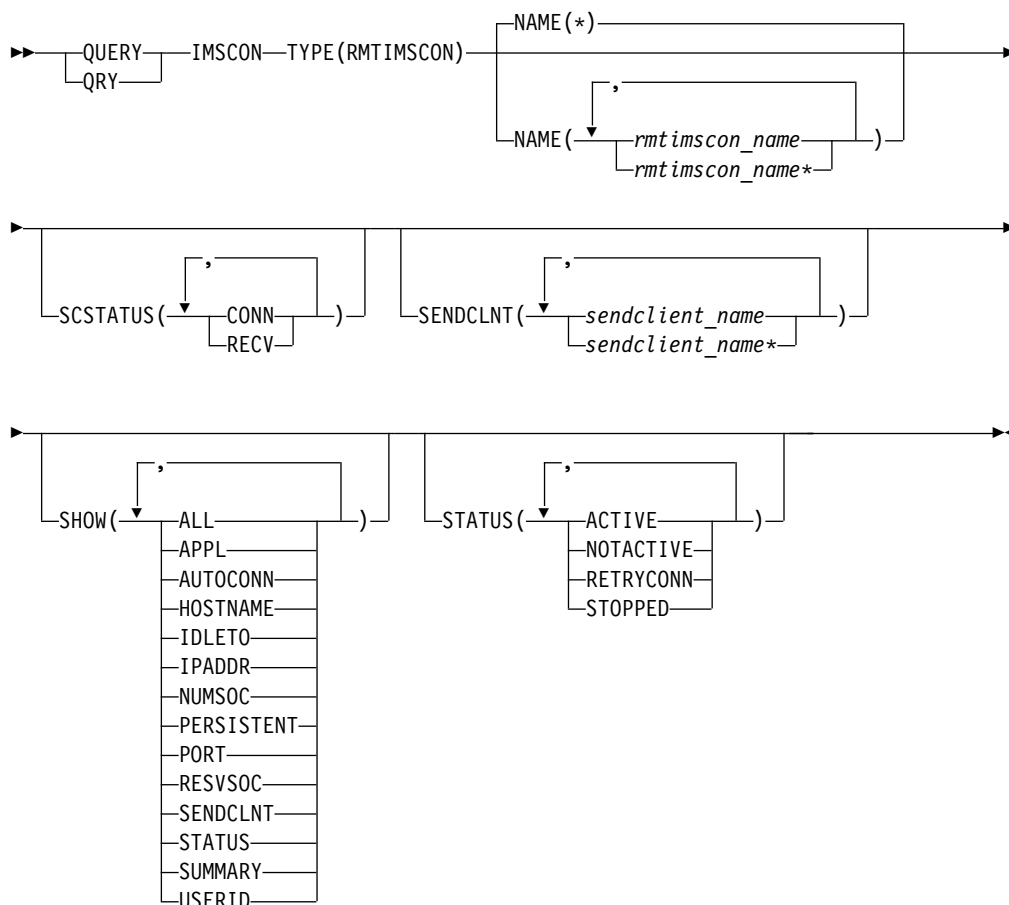 NAME(*)
QUERY IMSCON TYPE(RMTIMSCON)
QRY
,
NAME( rmtimscon_name )
rmtimscon_name*
, ,
SCSTATUS( CONN ) SENDCLNT( sendclient_name )
RECV sendclient_name*
, ,
SHOW( ALL ) STATUS( ACTIVE )
APPL NOTACTIVE
AUTOCONN RETRYCONN
HOSTNAME STOPPED
IDLETO
IPADDR
NUMSOC
PERSISTENT
PORT
RESVSOC
SENDCLNT
STATUS
SUMMARY
USERID